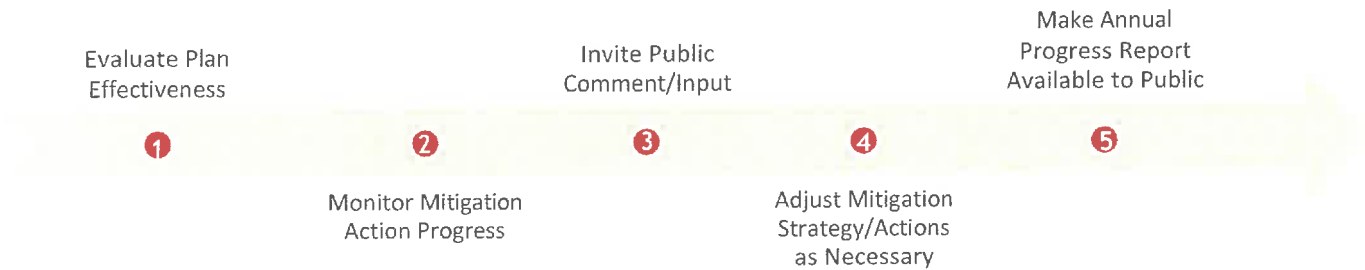 Evaluate Plan
Effectiveness
1
Monitor Mitigation
Action Progress
2
Invite Public
Comment/Input
3
Adjust Mitigation
Strategy/Actions
as Necessary
4
Make Annual
Progress Report
Available to Public
5